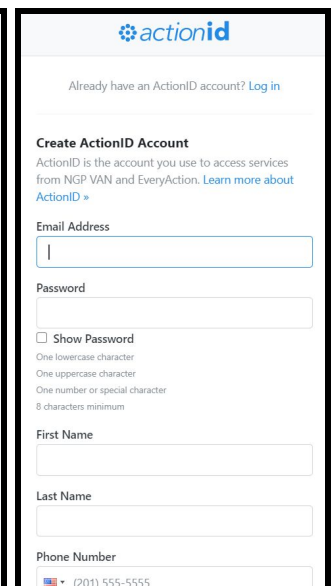 actionid
Already have an ActionID account? Log in
Create ActionID Account
ActionID is the account you use to access services
from NGP VAN and EveryAction. Learn more about
ActionID »
Email Address
Password
Show Password
One lowercase character
One uppercase character
One number or special character
8 characters minimum
First Name
Last Name
Phone Number
(201) 555-5555